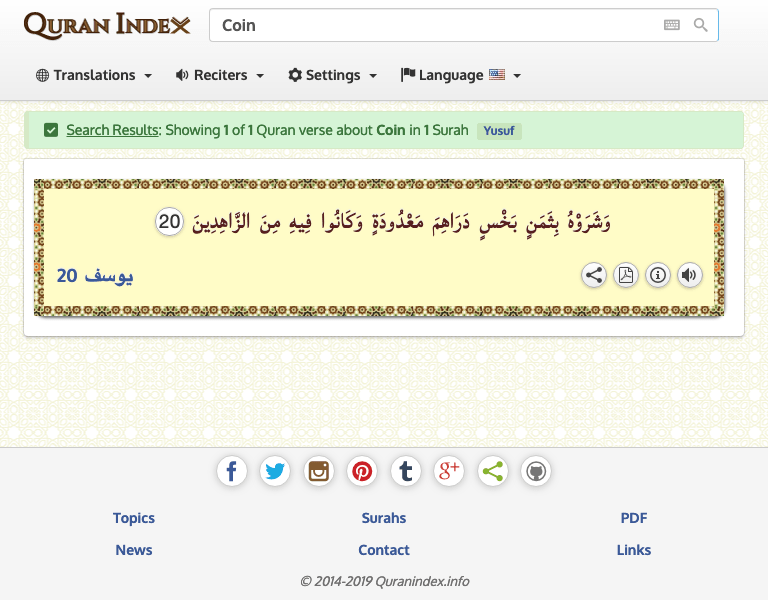 QURAN INDEX
Coin
Translations
Reciters
Settings
Language
Search Results: Showing 1 of 1 Quran verse about Coin in 1 Surah Yusuf
وَشَرَوْهُ بِثَمَنٍ بَخْسٍ دَرَاهِمَ مَعْدُودَةٍ وَكَانُوا فِيهِ مِنَ الزَّاهِدِينَ 20
يوسف 20
Topics
Surahs
PDF
News
Contact
Links
© 2014-2019 Quranindex.info